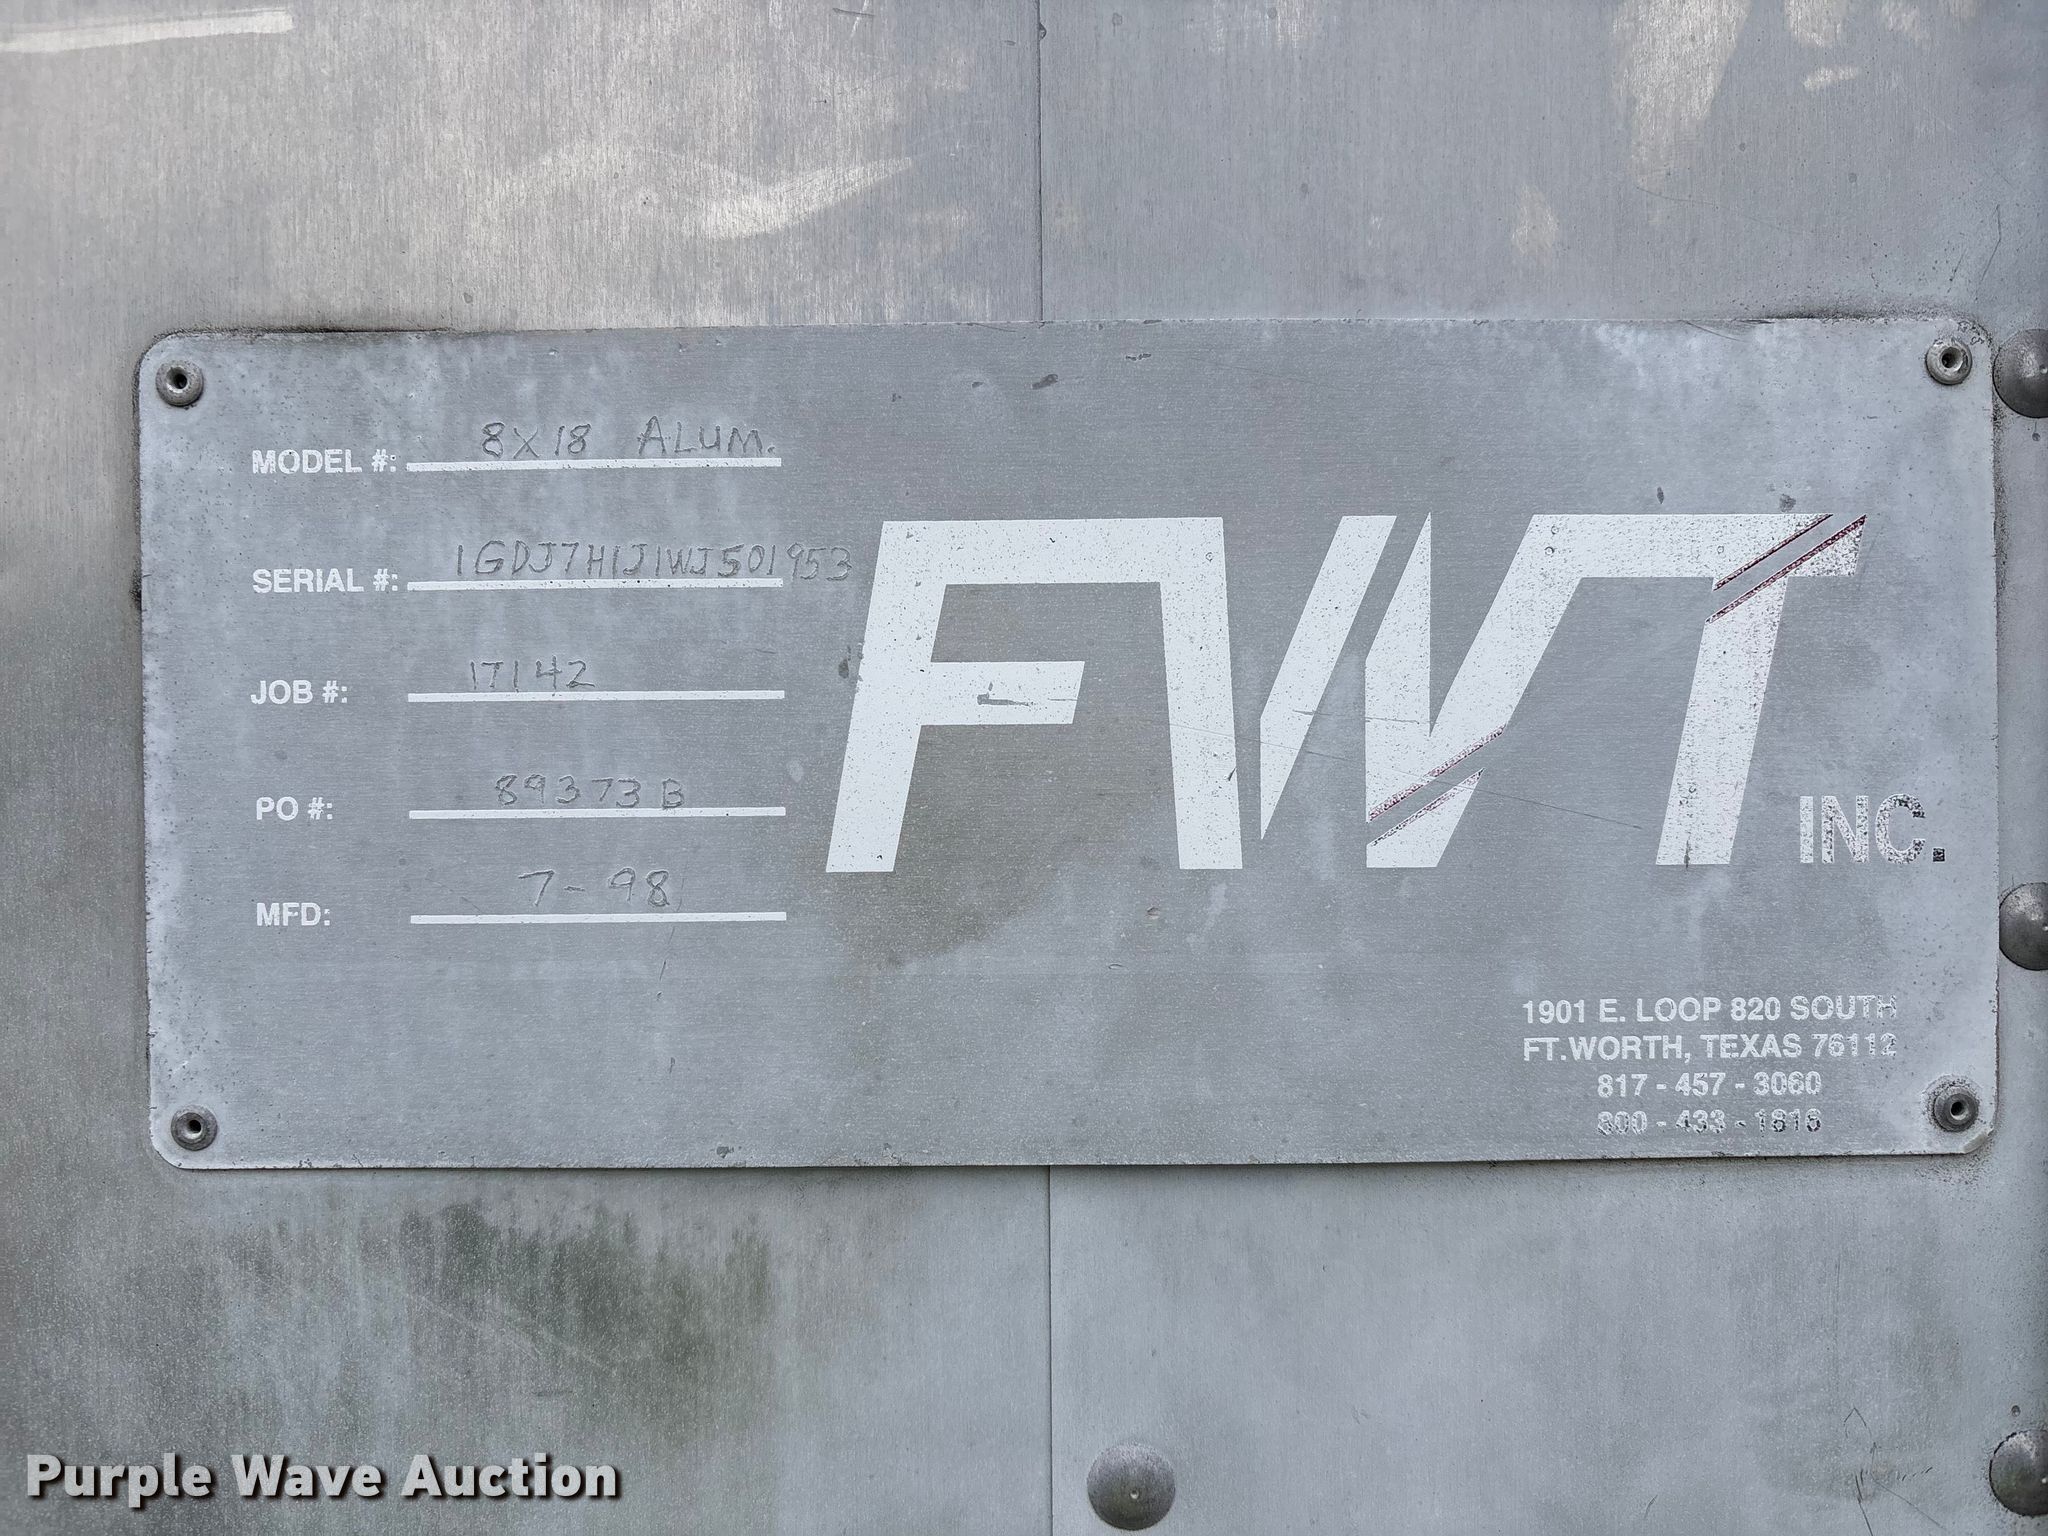 MODEL #: 8X18 ALUM.
SERIAL #: 1GDJ7H1J1WJ501953
JOB #: 17142
PO #: 89373B
MFD: 7-98
FWT INC.
1901 E. LOOP 820 SOUTH
FT.WORTH, TEXAS 76112
817 - 457 - 3060
800 - 433 - 1816
Purple Wave Auction